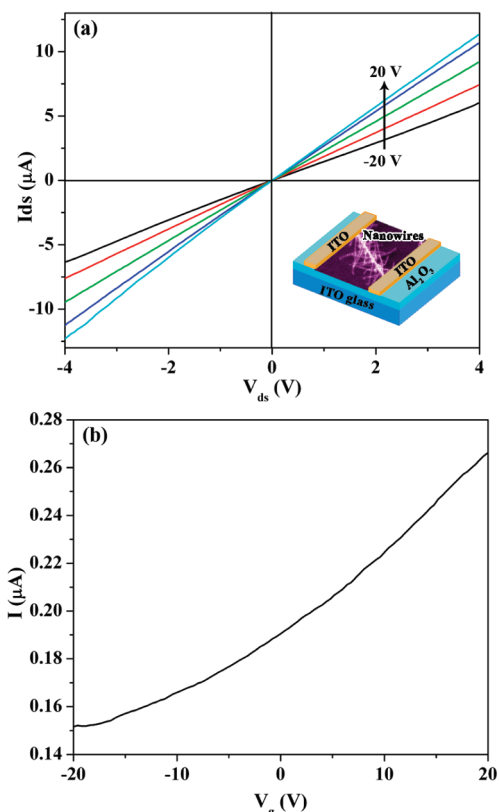 (a)
10
5
0
-5
-10
Ids (μA)
20 V
-20 V
Nanowires
ITO
ITO
Al2O3
ITO glass
-4
-2
0
2
4
Vds (V)
(b)
0.28
0.26
0.24
0.22
0.20
0.18
0.16
0.14
I (μA)
-20
-10
0
10
20
Vg (V)